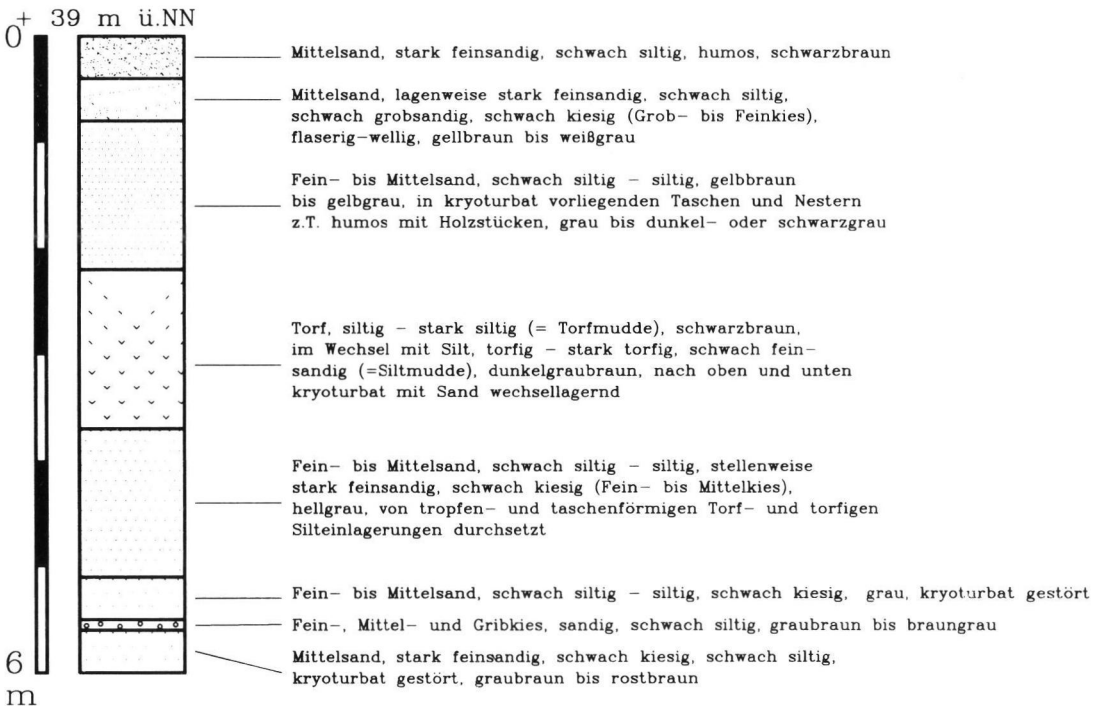 + 39 m ü.NN
0
Mittelsand, stark feinsandig, schwach siltig, humos, schwarzbraun
Mittelsand, lagenweise stark feinsandig, schwach siltig,
schwach grobsandig, schwach kiesig (Grob- bis Feinkies),
flaserig-wellig, gellbraun bis weißgrau
Fein- bis Mittelsand, schwach siltig - siltig, gelbbraun
bis gelbgrau, in kryoturbat vorliegenden Taschen und Nestern
z.T. humos mit Holzstücken, grau bis dunkel- oder schwarzgrau
Torf, siltig - stark siltig (= Torfmudde), schwarzbraun,
im Wechsel mit Silt, torfig - stark torfig, schwach fein-
sandig (=Siltmudde), dunkelgraubraun, nach oben und unten
kryoturbat mit Sand wechsellagernd
Fein- bis Mittelsand, schwach siltig - siltig, stellenweise
stark feinsandig, schwach kiesig (Fein- bis Mittelkies),
hellgrau, von tropfen- und taschenförmigen Torf- und torfigen
Silteinlagerungen durchsetzt
Fein- bis Mittelsand, schwach siltig - siltig, schwach kiesig, grau, kryoturbat gestört
Fein-, Mittel- und Gribkies, sandig, schwach siltig, graubraun bis braungrau
Mittelsand, stark feinsandig, schwach kiesig, schwach siltig,
kryoturbat gestört, graubraun bis rostbraun
6
m